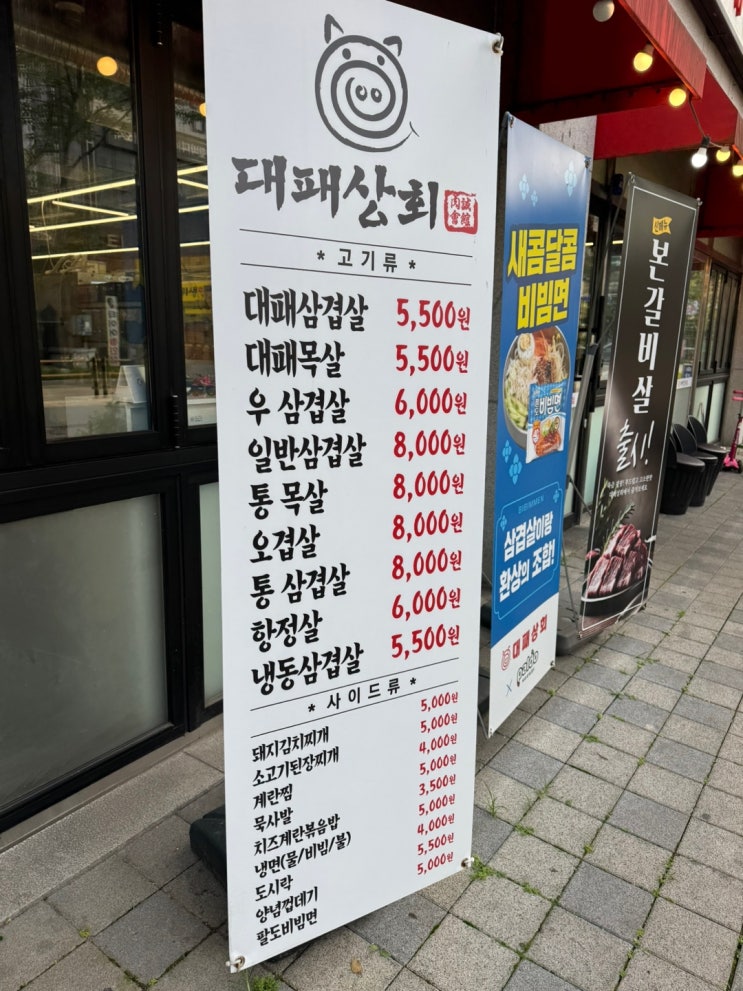 대패상회
肉誠
會館
* 고기류 *
대패삼겹살 5,500원
대패목살 5,500원
우 삼겹살 6,000원
일반삼겹살 8,000원
통 목살 8,000원
오겹살 8,000원
통 삼겹살 8,000원
항정살 6,000원
냉동삼겹살 5,500원
* 사이드류 *
돼지김치찌개 5,000원
소고기된장찌개 5,000원
계란찜 4,000원
묵사발 5,000원
치즈계란볶음밥 3,500원
냉면(물/비빔/불) 5,000원
도시락 4,000원
양념껍데기 5,500원
팔도비빔면 5,000원
새콤달콤
비빔면
비빔면
BIBIMMEN
삼겹살이랑
환상의 조합!
대패상회
X paldo
신메뉴
본갈비살
출시!